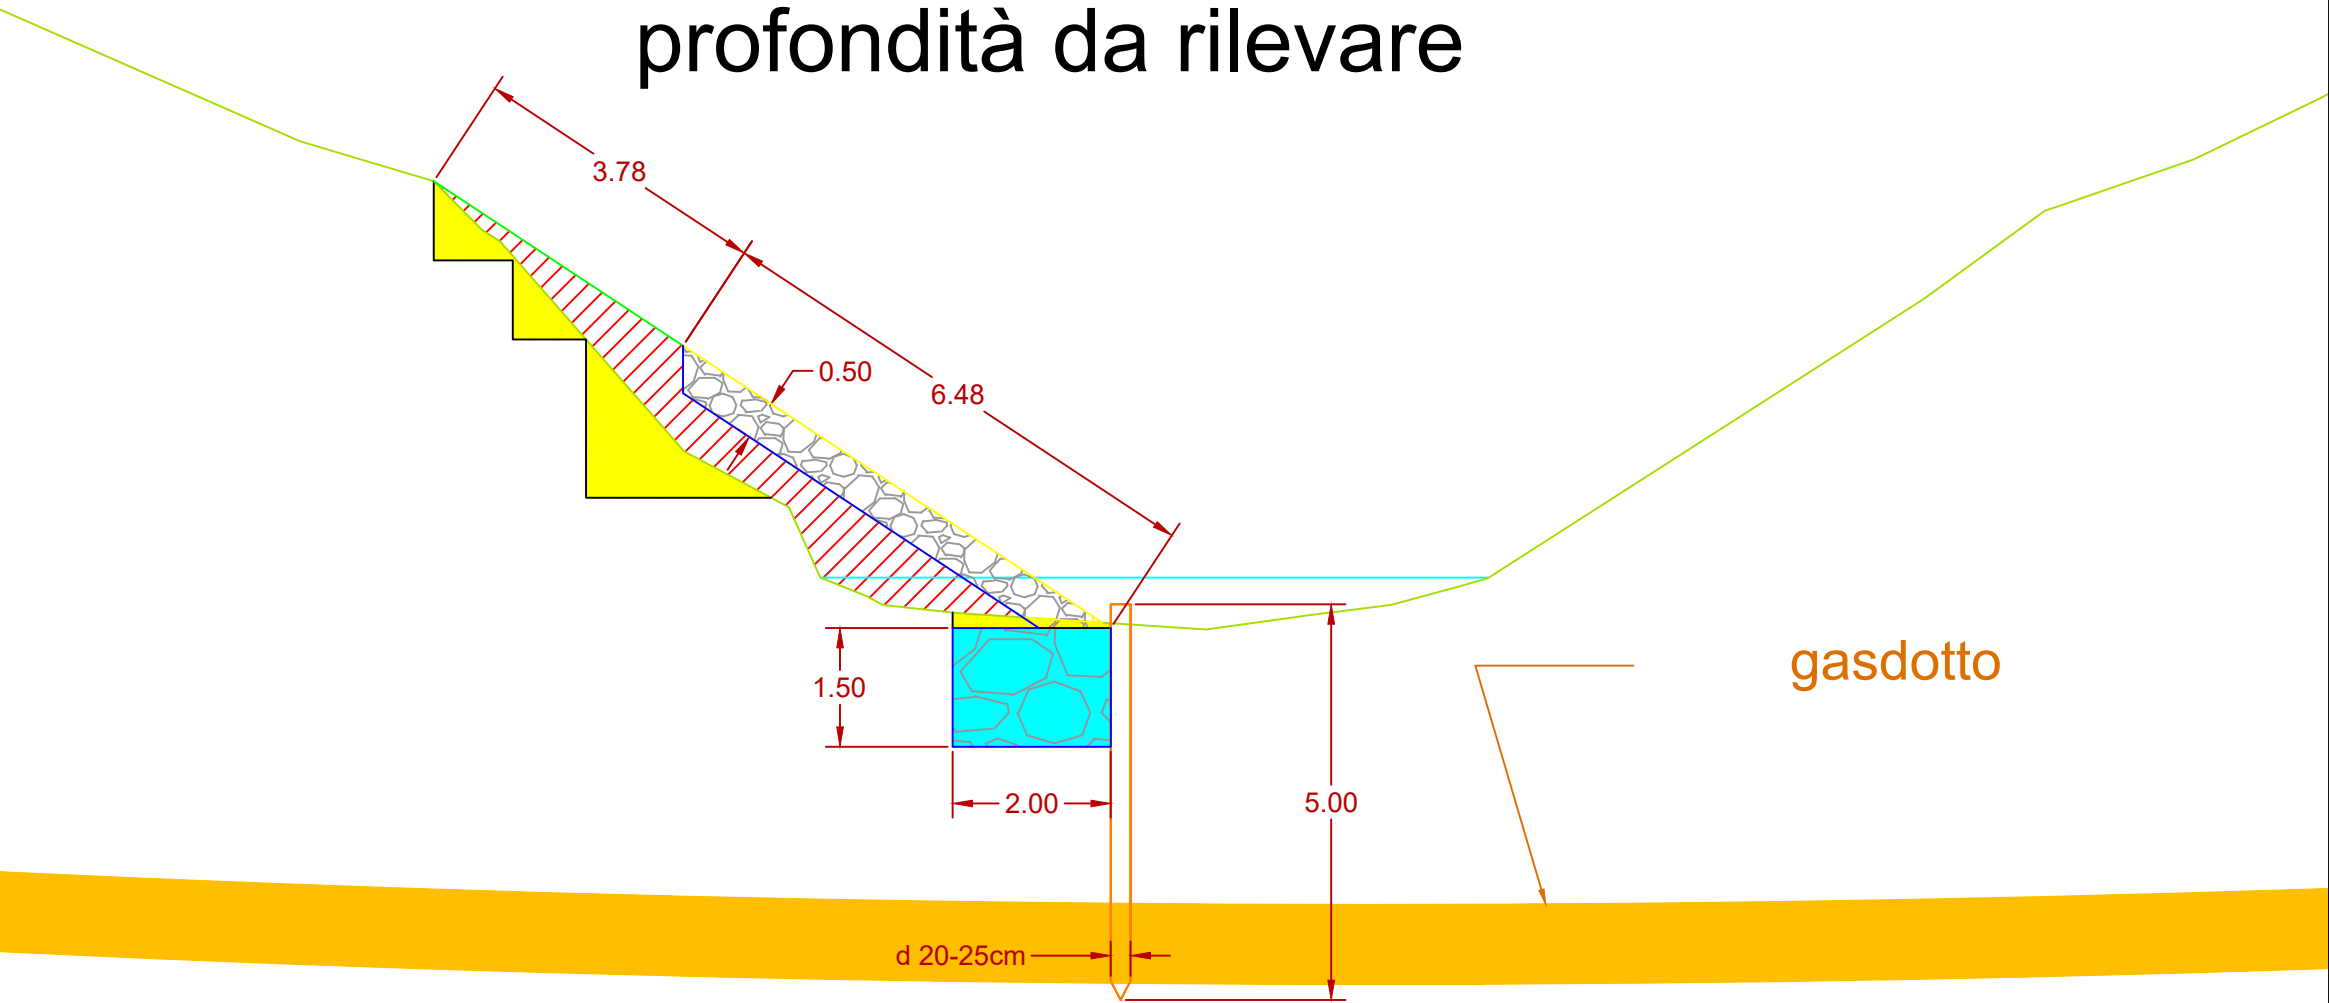 profondità da rilevare
3.78
0.50
6.48
gasdotto
1.50
2.00
5.00
d 20-25cm